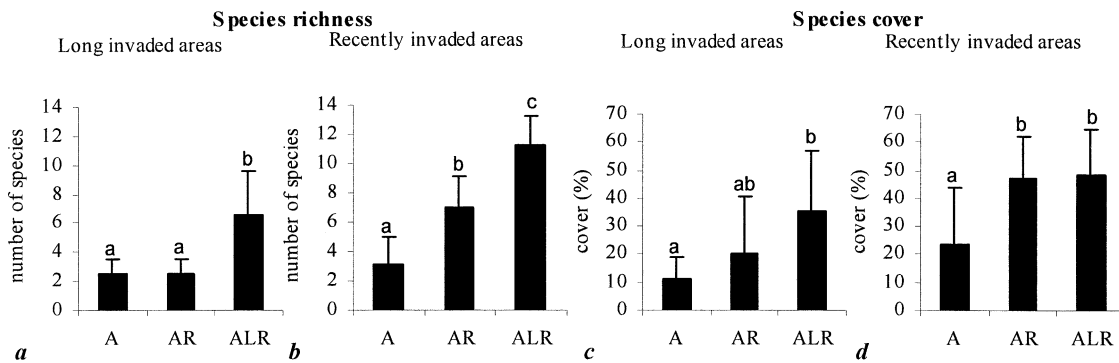 Species richness
Species cover
Long invaded areas
Recently invaded areas
Long invaded areas
Recently invaded areas
number of species
14
12
10
8
6
4
2
0
a
a
b
A
AR
ALR
a
number of species
14
12
10
8
6
4
2
0
a
b
c
A
AR
ALR
b
cover (%)
70
60
50
40
30
20
10
0
a
ab
b
A
AR
ALR
c
cover (%)
70
60
50
40
30
20
10
0
a
b
b
A
AR
ALR
d